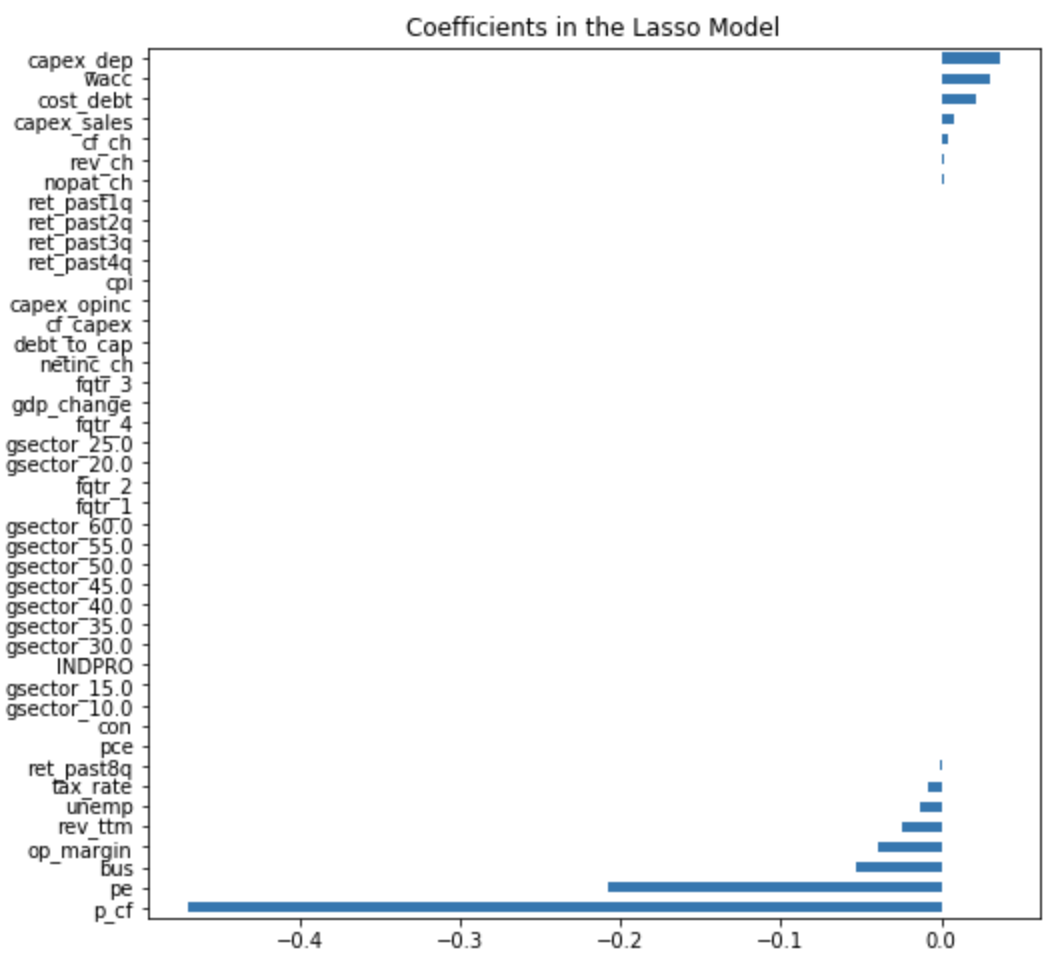 Coefficients in the Lasso Model
capex_dep
wacc
cost_debt
capex_sales
cf_ch
rev_ch
nopat_ch
ret_past1q
ret_past2q
ret_past3q
ret_past4q
cpi
capex_opinc
cf_capex
debt_to_cap
netinc_ch
fqtr_3
gdp_change
fqtr_4
gsector_25.0
gsector_20.0
fqtr_2
fqtr_1
gsector_60.0
gsector_55.0
gsector_50.0
gsector_45.0
gsector_40.0
gsector_35.0
gsector_30.0
INDPRO
gsector_15.0
gsector_10.0
con
pce
ret_past8q
tax_rate
unemp
rev_ttm
op_margin
bus
pe
p_cf
−0.4 −0.3 −0.2 −0.1 0.0